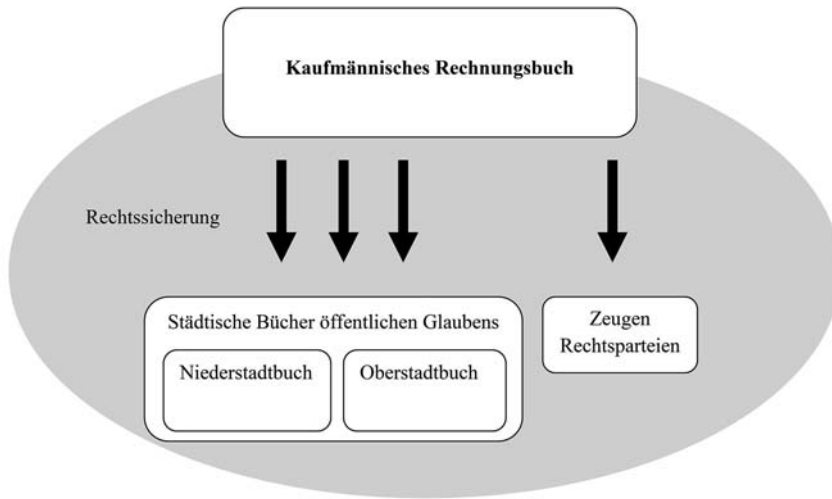 Kaufmännisches Rechnungsbuch
Rechtssicherung
Städtische Bücher öffentlichen Glaubens
Niederstadtbuch
Oberstadtbuch
Zeugen
Rechtsparteien